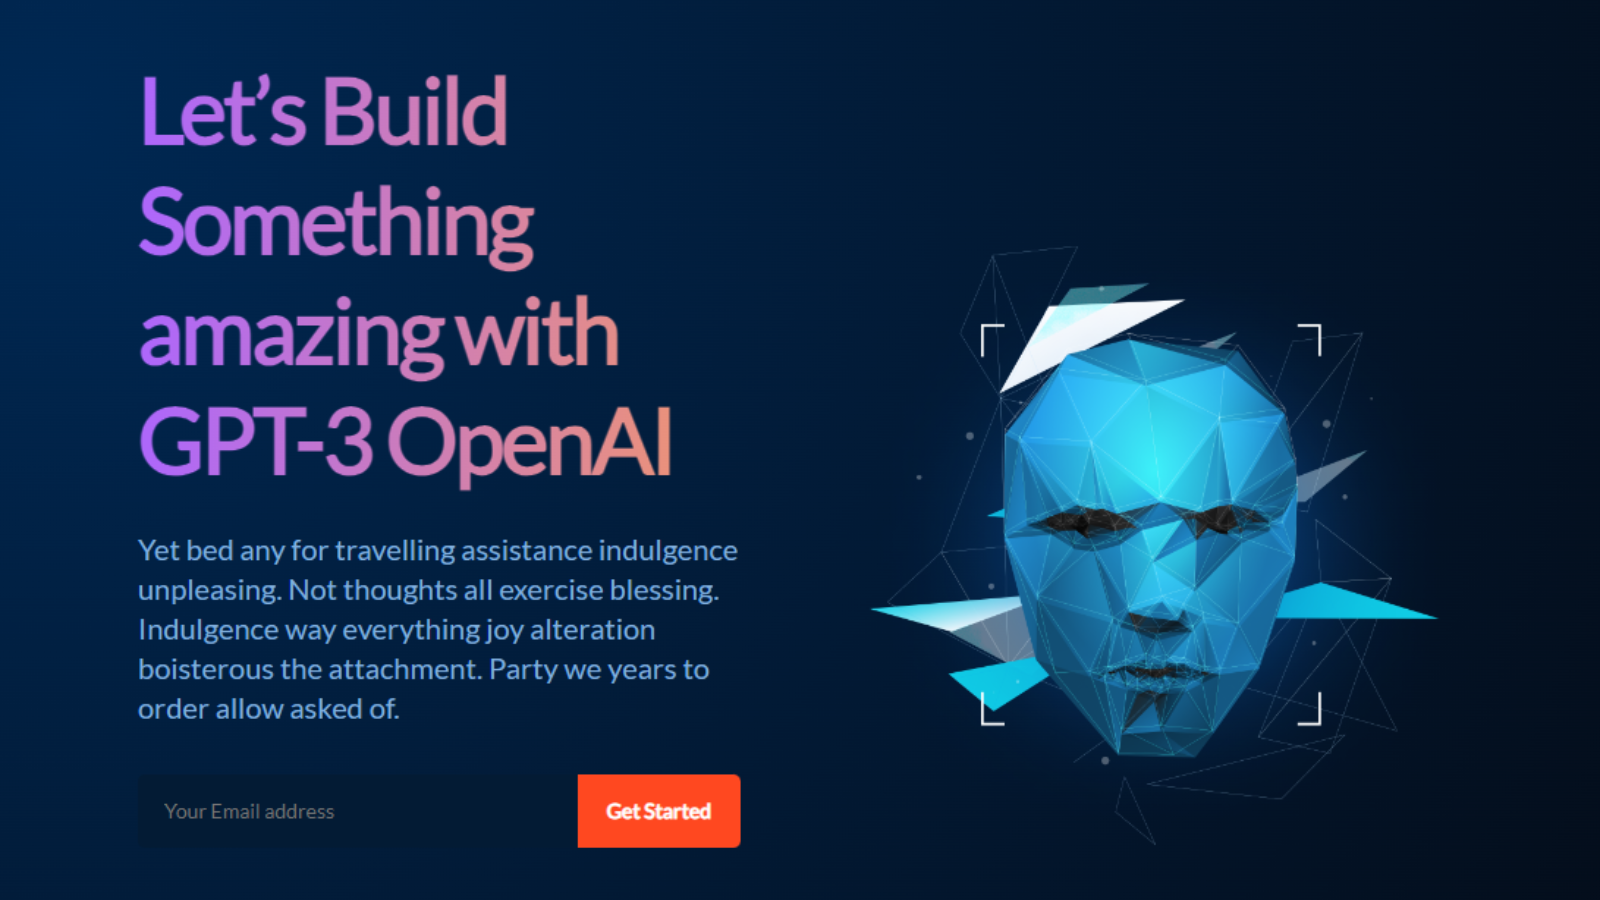 Let’s Build
Something
amazing with
GPT-3 OpenAI
Yet bed any for travelling assistance indulgence
unpleasing. Not thoughts all exercise blessing.
Indulgence way everything joy alteration
boisterous the attachment. Party we years to
order allow asked of.
Your Email address
Get Started